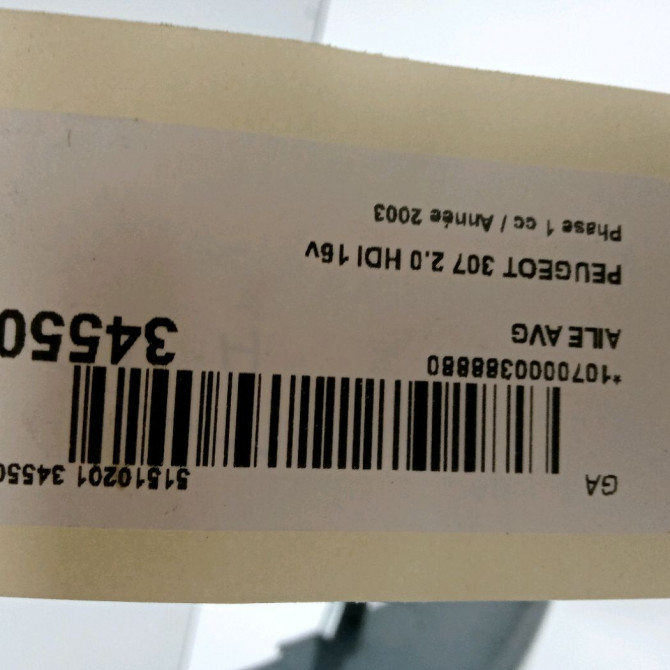 GA
51510201 34550
*1070000388880
34550
AILE AVG
PEUGEOT 307 2.0 HDI 16v
Phase 1 cc / Année 2003